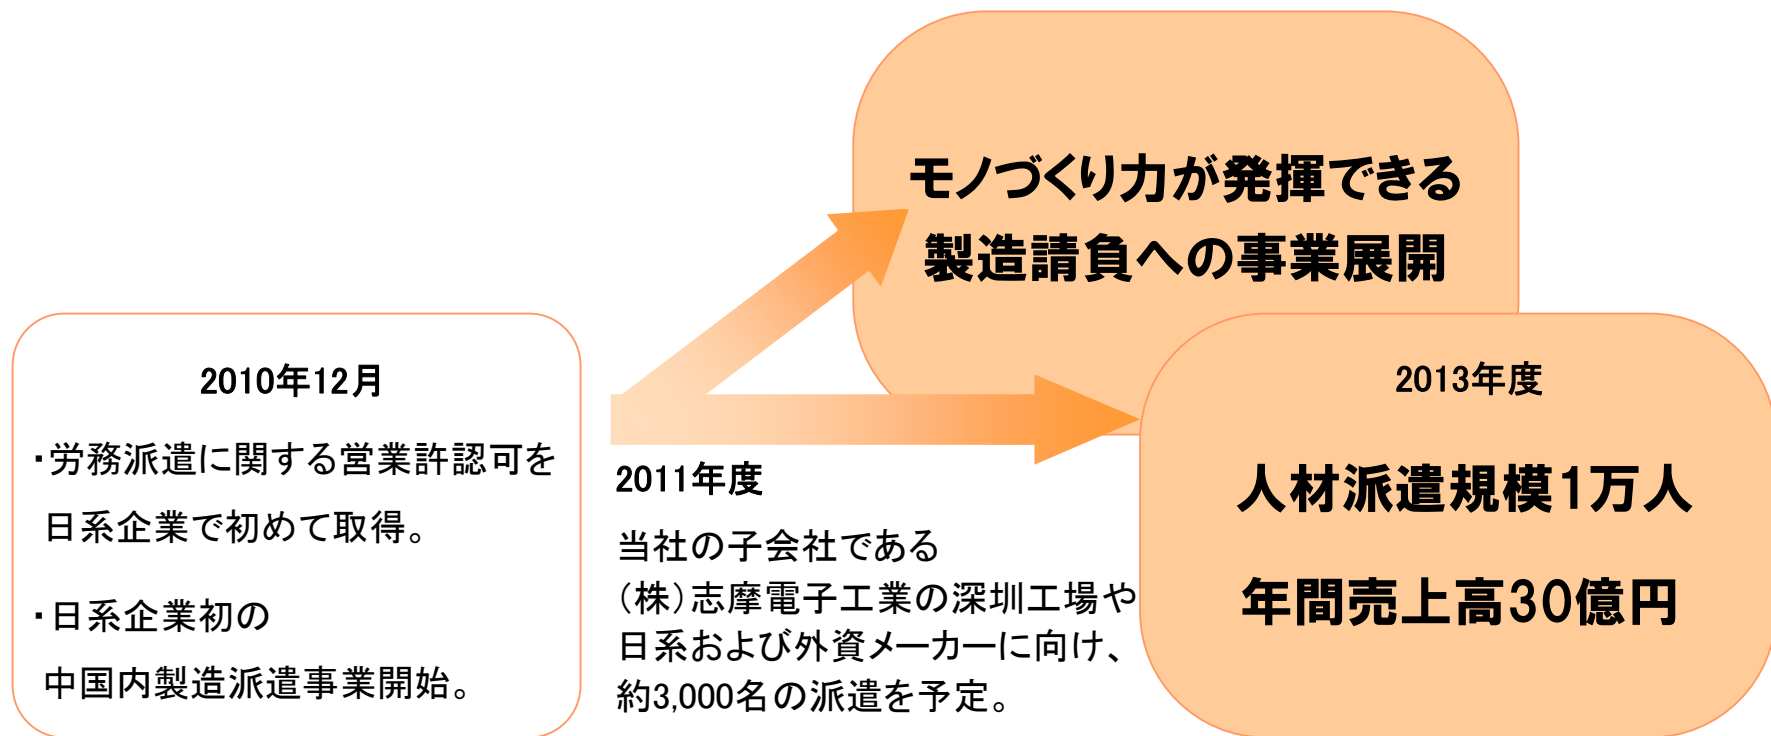 モノづくり力が発揮できる
製造請負への事業展開
2010年12月
・労務派遣に関する営業許認可を
日系企業で初めて取得。
・日系企業初の
中国内製造派遣事業開始。
2011年度
当社の子会社である
（株）志摩電子工業の深圳工場や
日系および外資メーカーに向け、
約3,000名の派遣を予定。
2013年度
人材派遣規模1万人
年間売上高30億円